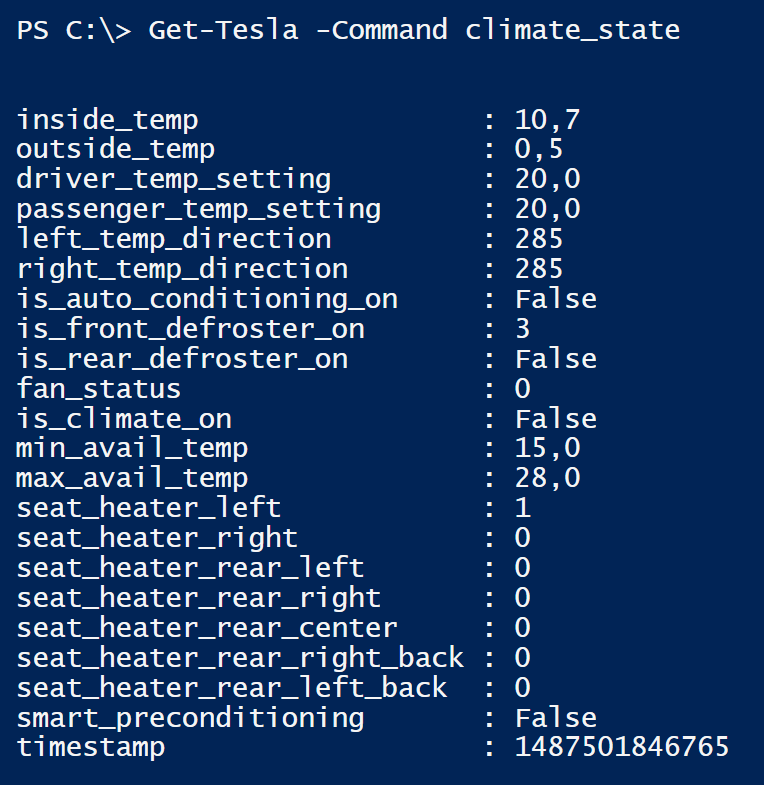 PS C:\> Get-Tesla -Command climate_state
inside_temp : 10,7
outside_temp : 0,5
driver_temp_setting : 20,0
passenger_temp_setting : 20,0
left_temp_direction : 285
right_temp_direction : 285
is_auto_conditioning_on : False
is_front_defroster_on : 3
is_rear_defroster_on : False
fan_status : 0
is_climate_on : False
min_avail_temp : 15,0
max_avail_temp : 28,0
seat_heater_left : 1
seat_heater_right : 0
seat_heater_rear_left : 0
seat_heater_rear_right : 0
seat_heater_rear_center : 0
seat_heater_rear_right_back : 0
seat_heater_rear_left_back : 0
smart_preconditioning : False
timestamp : 1487501846765